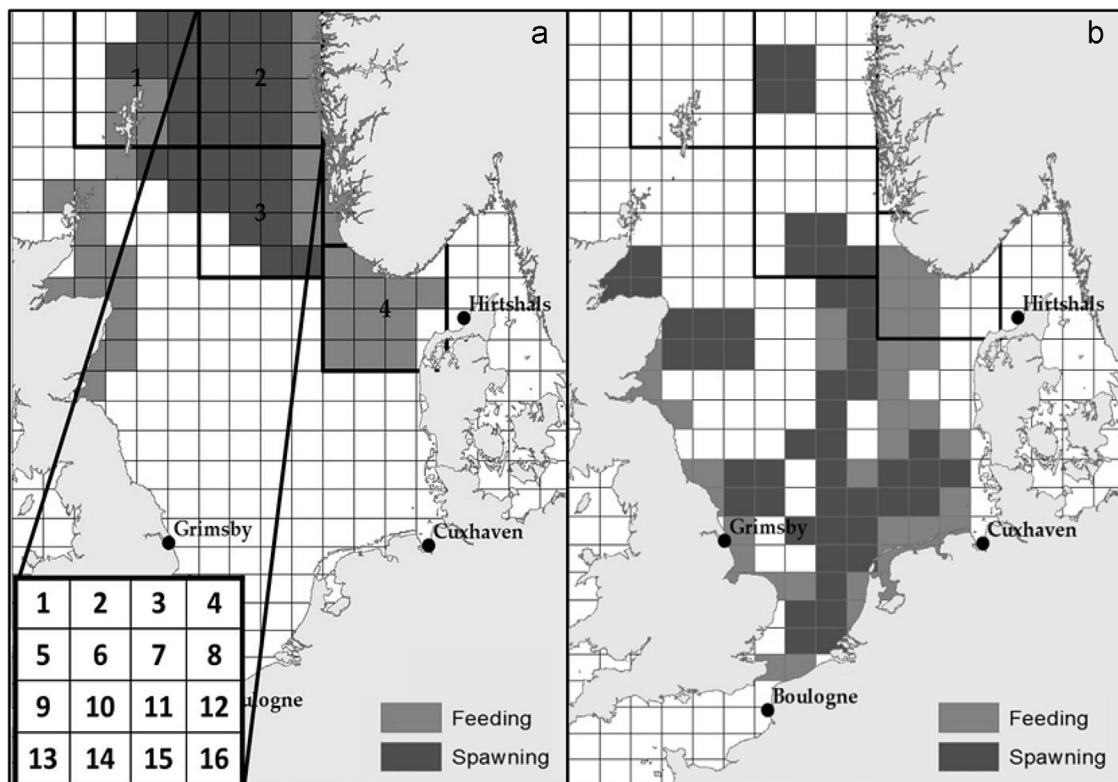 a
1
2
3
4
Hirtshals
Grimsby
Cuxhaven
1 2 3 4
5 6 7 8
9 10 11 12
13 14 15 16
ulogne
Feeding
Spawning
b
Hirtshals
Grimsby
Cuxhaven
Boulogne
Feeding
Spawning